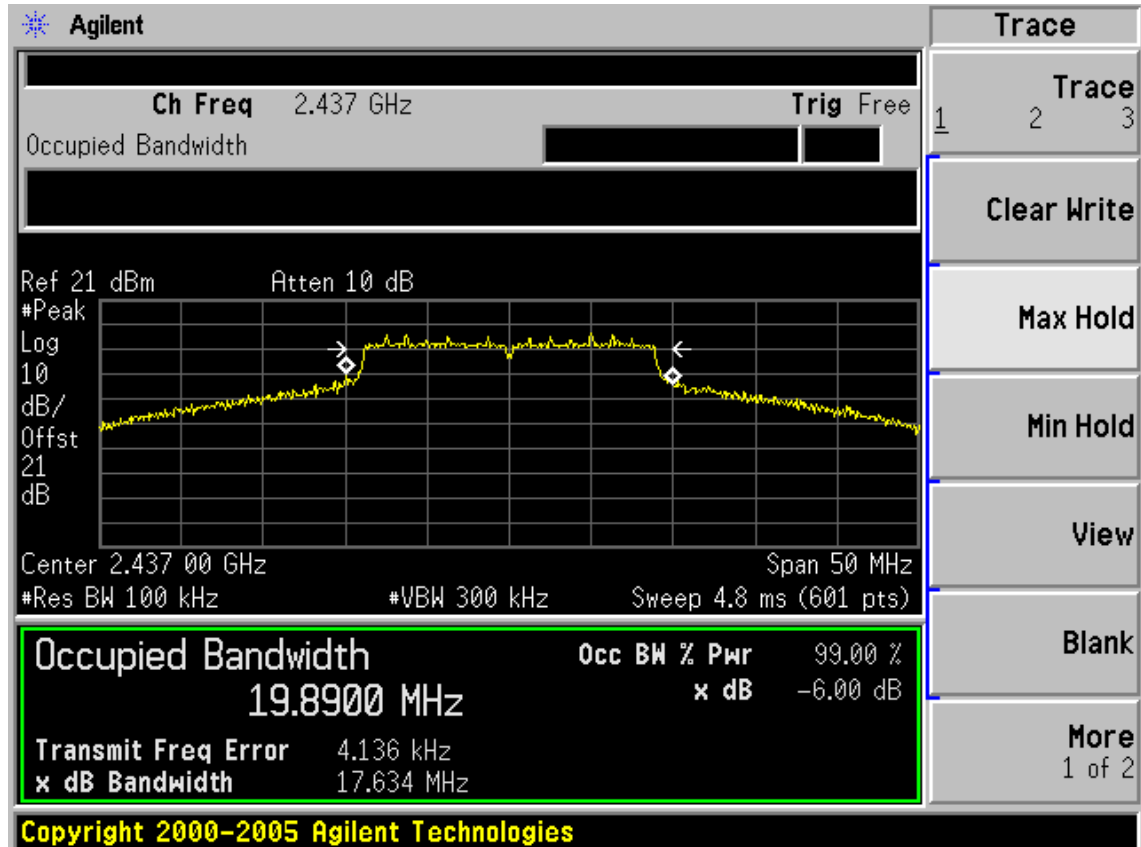 Agilent
Trace
Ch Freq 2.437 GHz Trig Free
Occupied Bandwidth
Trace
1 2 3
Clear Write
Max Hold
Min Hold
View
Blank
More
1 of 2
Ref 21 dBm Atten 10 dB
#Peak
Log
10
dB/
Offst
21
dB
Center 2.437 00 GHz Span 50 MHz
#Res BW 100 kHz #VBW 300 kHz Sweep 4.8 ms (601 pts)
Occupied Bandwidth
19.8900 MHz
Occ BW % Pwr 99.00 %
x dB -6.00 dB
Transmit Freq Error 4.136 kHz
x dB Bandwidth 17.634 MHz
Copyright 2000-2005 Agilent Technologies